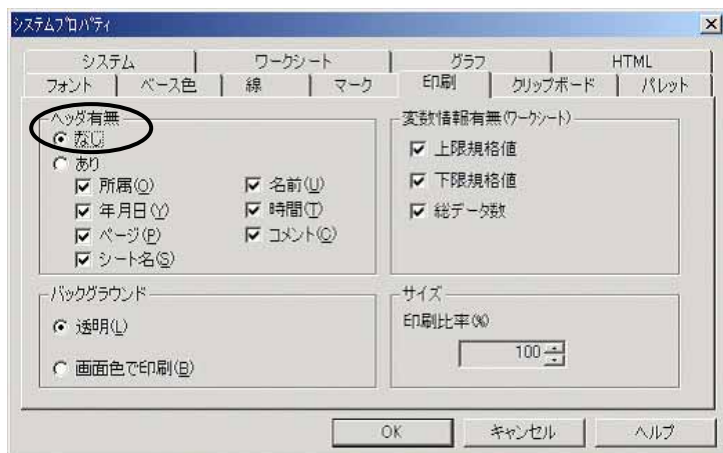 システムプロパティ
システム ワークシート グラフ HTML
フォント ベース色 線 マーク 印刷 クリップボード パレット
ヘッダ有無
なし
あり
所属(O) 名前(U)
年月日(Y) 時間(T)
ページ(P) コメント(C)
シート名(S)
変数情報有無(ワークシート)
上限規格値
下限規格値
総データ数
バックグラウンド
透明(L)
画面色で印刷(B)
サイズ
印刷比率(%)
100
OK キャンセル ヘルプ